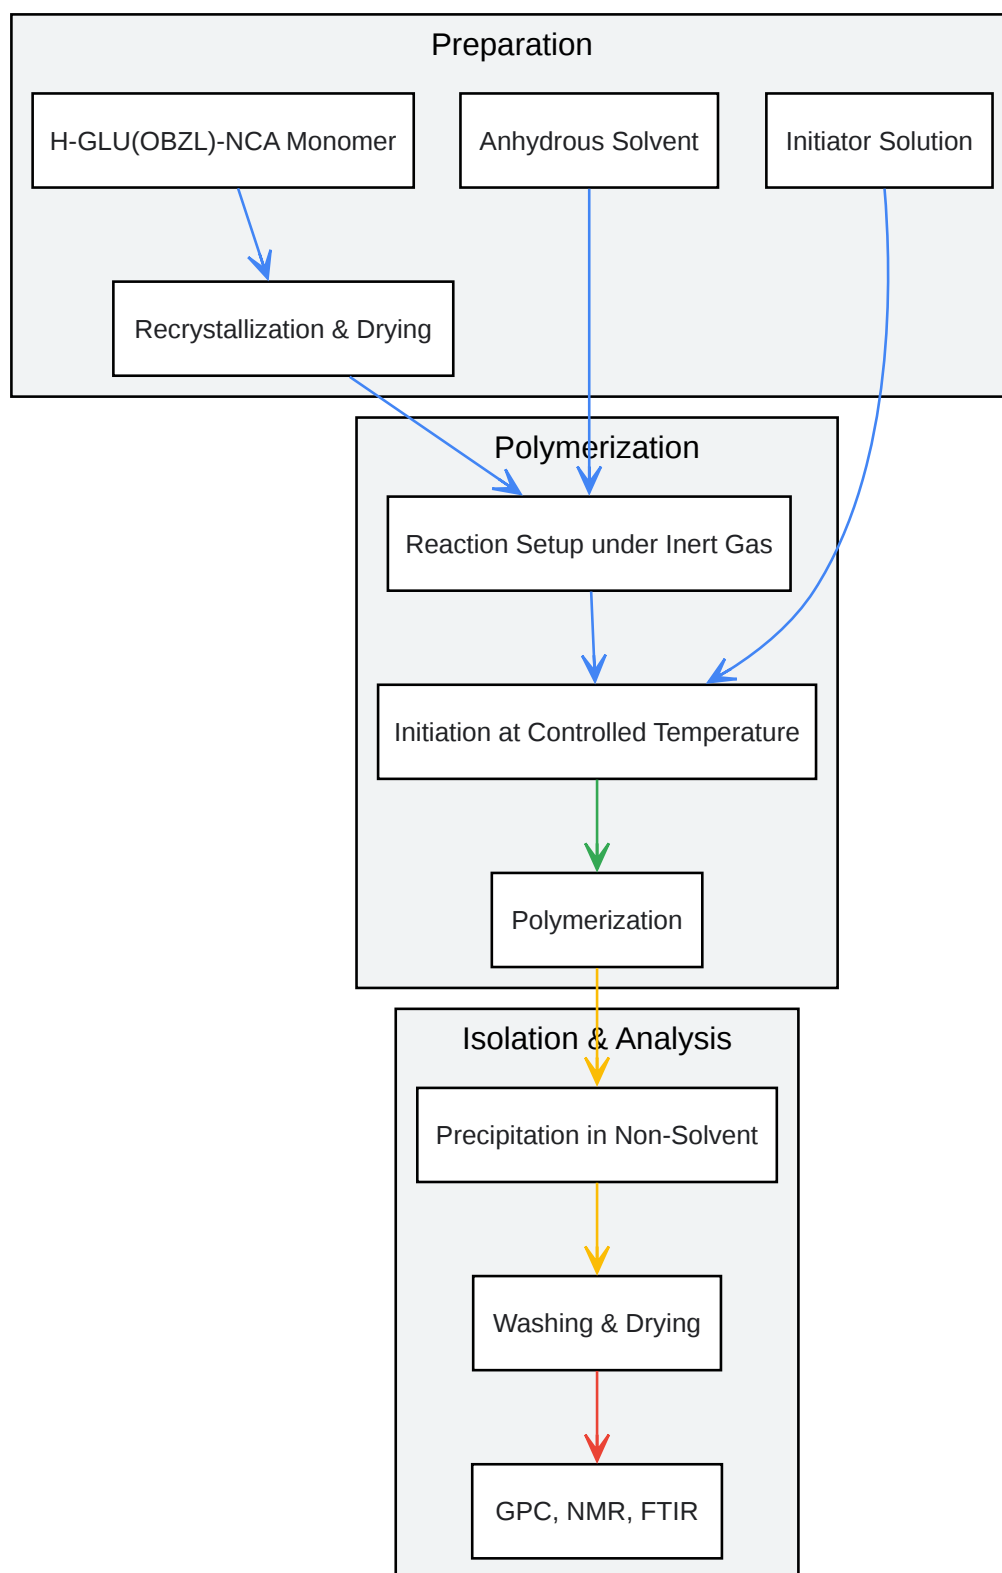 Preparation
H-GLU(OBZL)-NCA Monomer
Anhydrous Solvent
Initiator Solution
Recrystallization & Drying
Polymerization
Reaction Setup under Inert Gas
Initiation at Controlled Temperature
Polymerization
Isolation & Analysis
Precipitation in Non-Solvent
Washing & Drying
GPC, NMR, FTIR